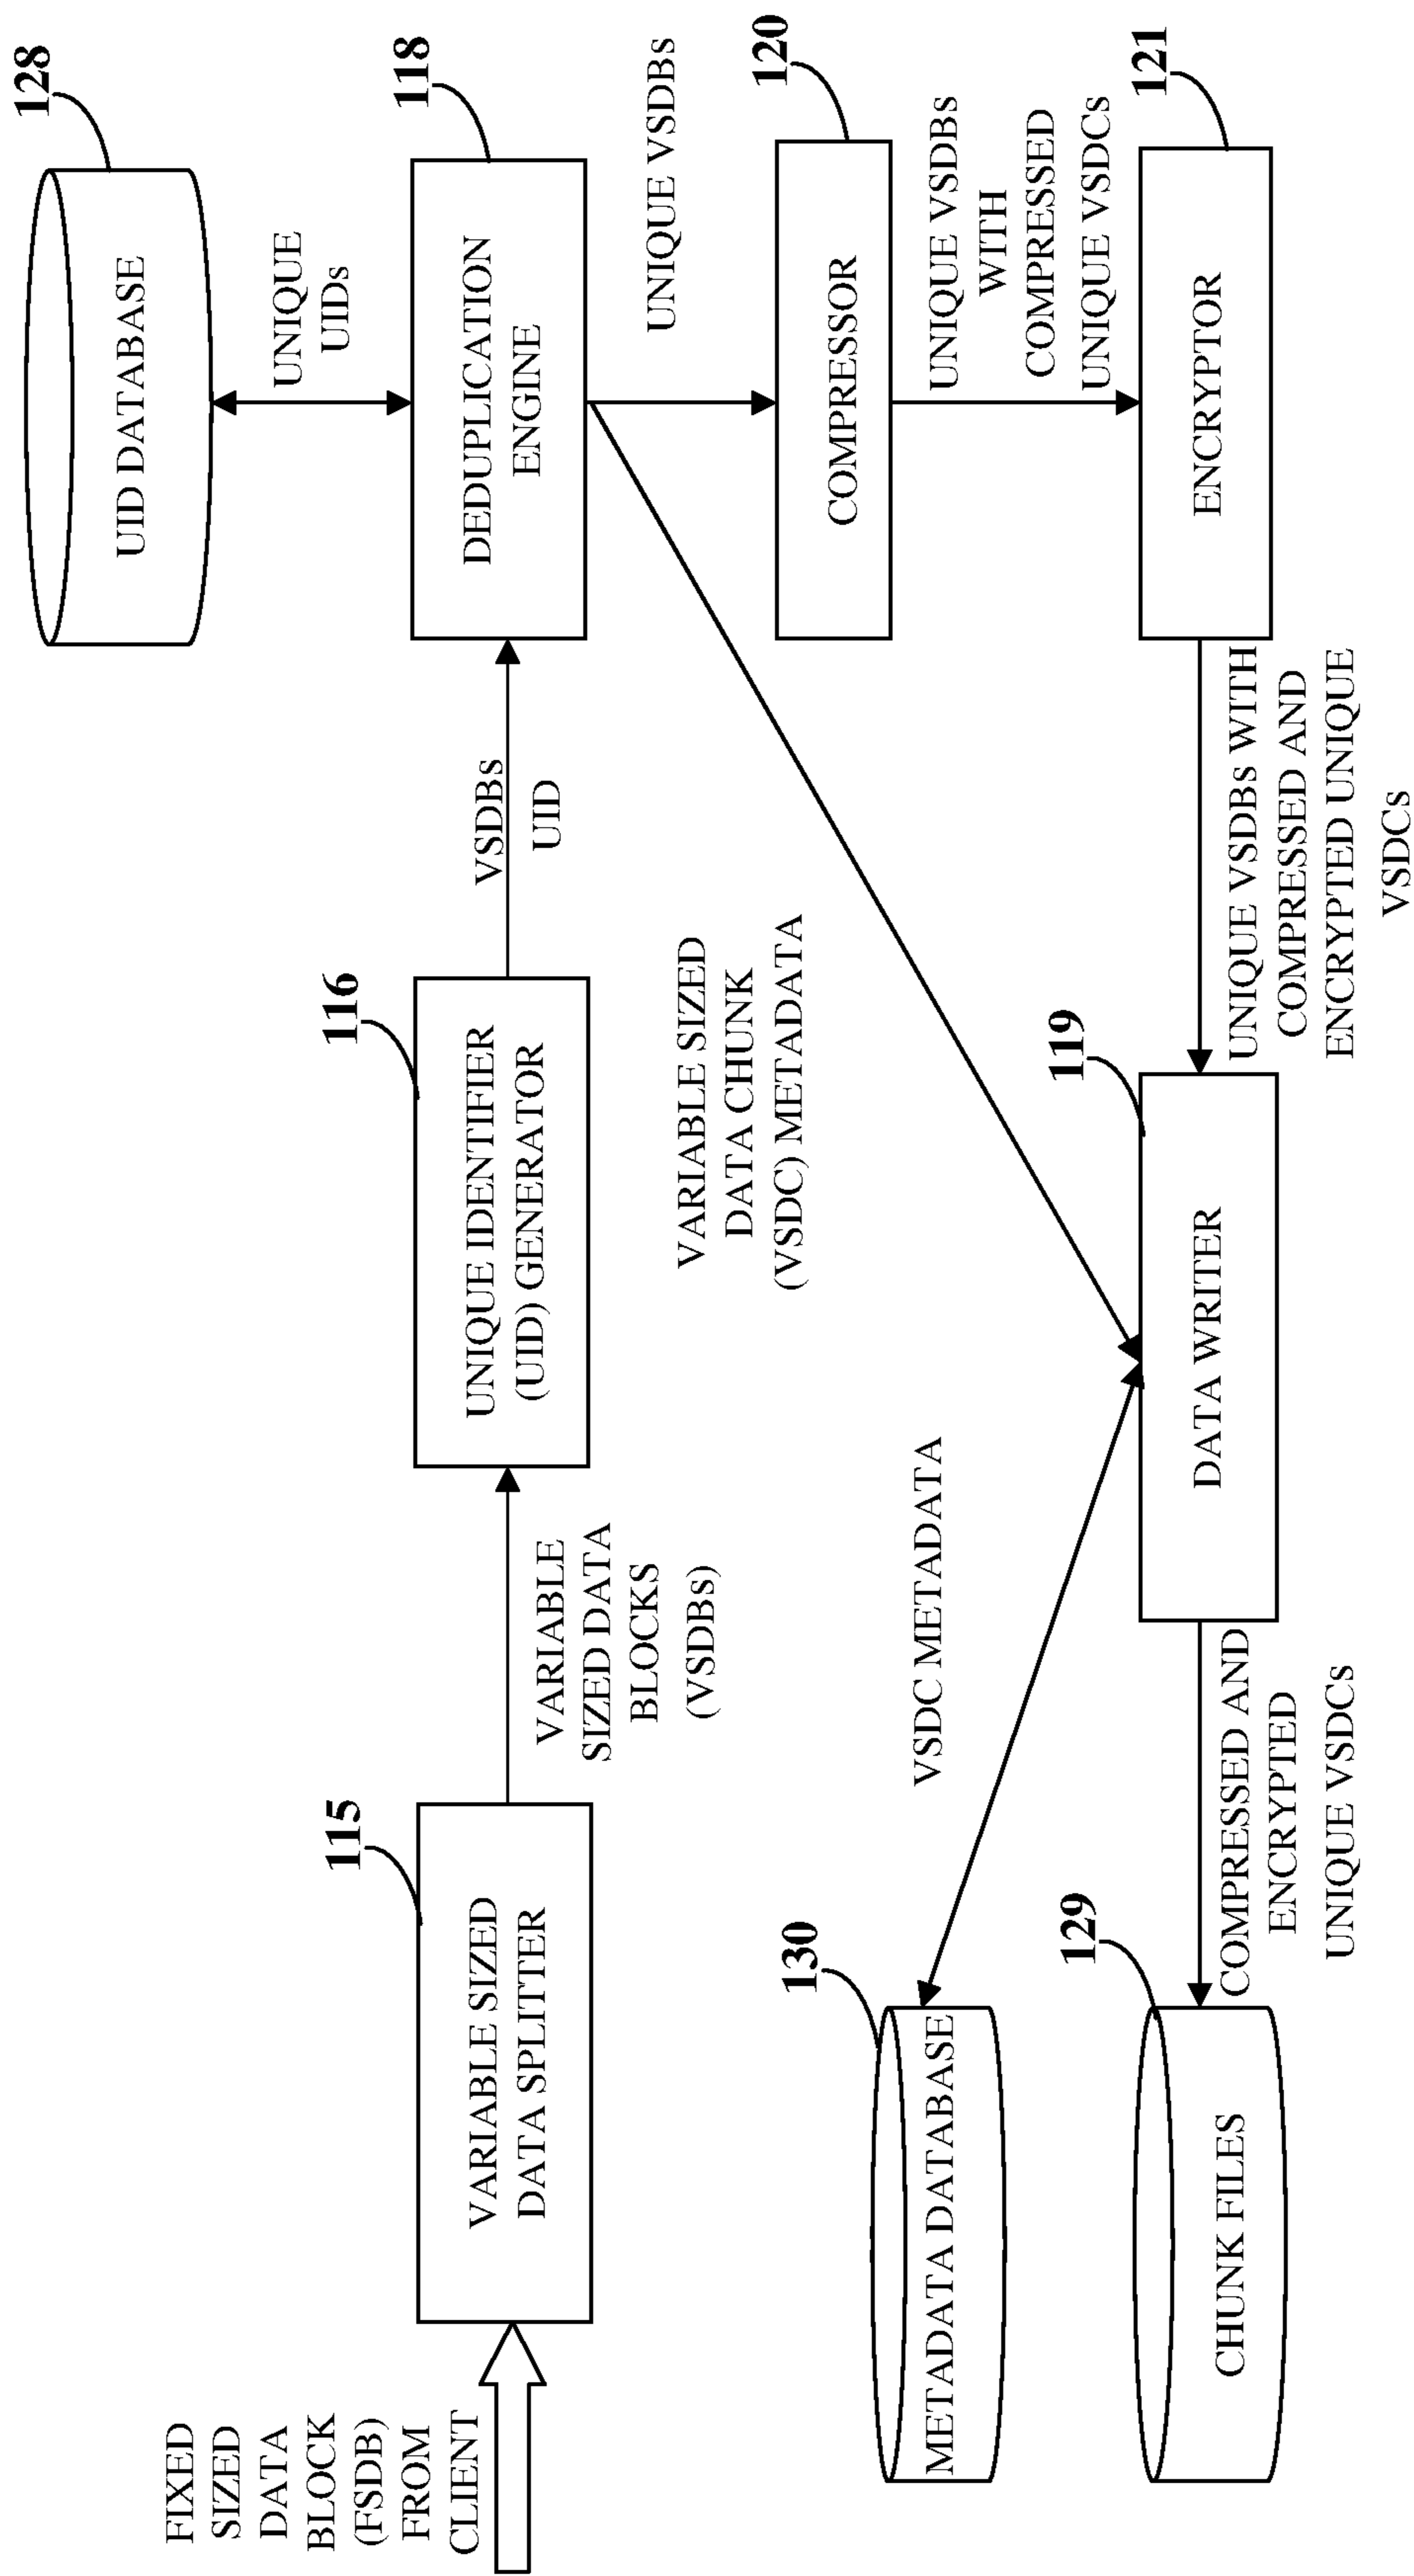 128
UID DATABASE
UNIQUE
UIDs
118
DEDUPLICATION
ENGINE
UNIQUE VSDBs
120
COMPRESSOR
UNIQUE VSDBs
WITH
COMPRESSED
UNIQUE VSDCs
121
ENCRYPTOR
VSDBs
UID
116
UNIQUE IDENTIFIER
(UID) GENERATOR
VARIABLE SIZED
DATA CHUNK
(VSDC) METADATA
119
DATA WRITER
UNIQUE VSDBs WITH
COMPRESSED AND
ENCRYPTED UNIQUE
VSDCs
VARIABLE
SIZED DATA
BLOCKS
(VSDBs)
115
VARIABLE SIZED
DATA SPLITTER
VSDC METADATA
130
METADATA DATABASE
COMPRESSED AND
ENCRYPTED
UNIQUE VSDCs
129
CHUNK FILES
FIXED
SIZED
DATA
BLOCK
(FSDB)
FROM
CLIENT